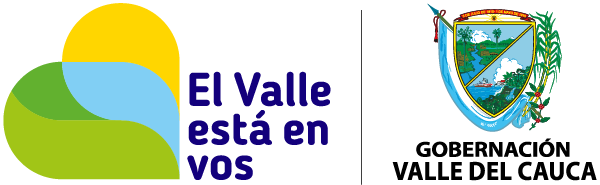 El Valle
está en
vos
GOBERNACIÓN
VALLE DEL CAUCA